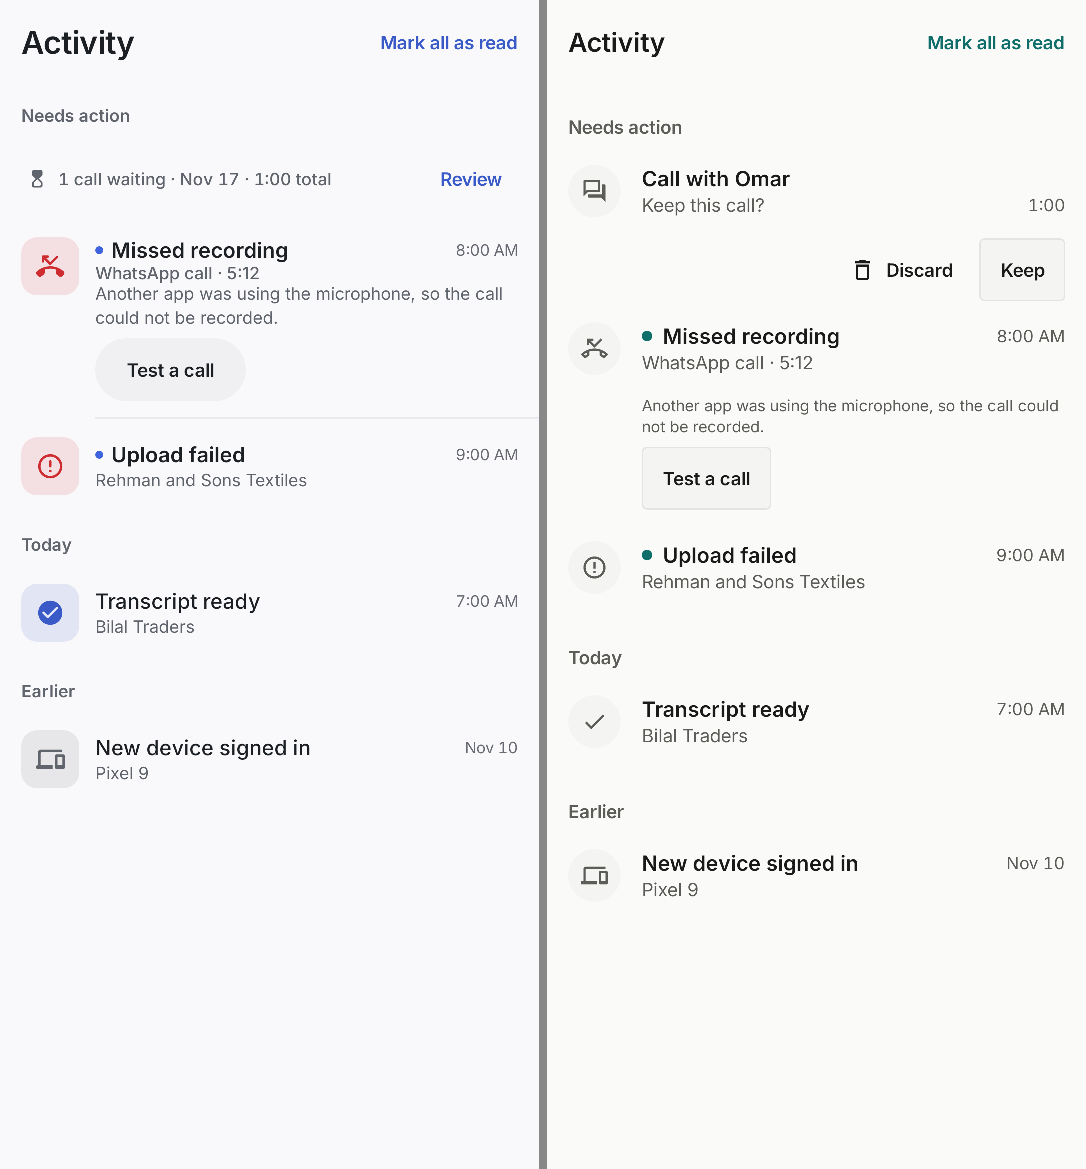 Activity
Mark all as read
Needs action
1 call waiting · Nov 17 · 1:00 total
Review
Missed recording
8:00 AM
WhatsApp call · 5:12
Another app was using the microphone, so the call
could not be recorded.
Test a call
Upload failed
9:00 AM
Rehman and Sons Textiles
Today
Transcript ready
7:00 AM
Bilal Traders
Earlier
New device signed in
Nov 10
Pixel 9
Activity
Mark all as read
Needs action
Call with Omar
Keep this call?
1:00
Discard
Keep
Missed recording
8:00 AM
WhatsApp call · 5:12
Another app was using the microphone, so the call could
not be recorded.
Test a call
Upload failed
9:00 AM
Rehman and Sons Textiles
Today
Transcript ready
7:00 AM
Bilal Traders
Earlier
New device signed in
Nov 10
Pixel 9